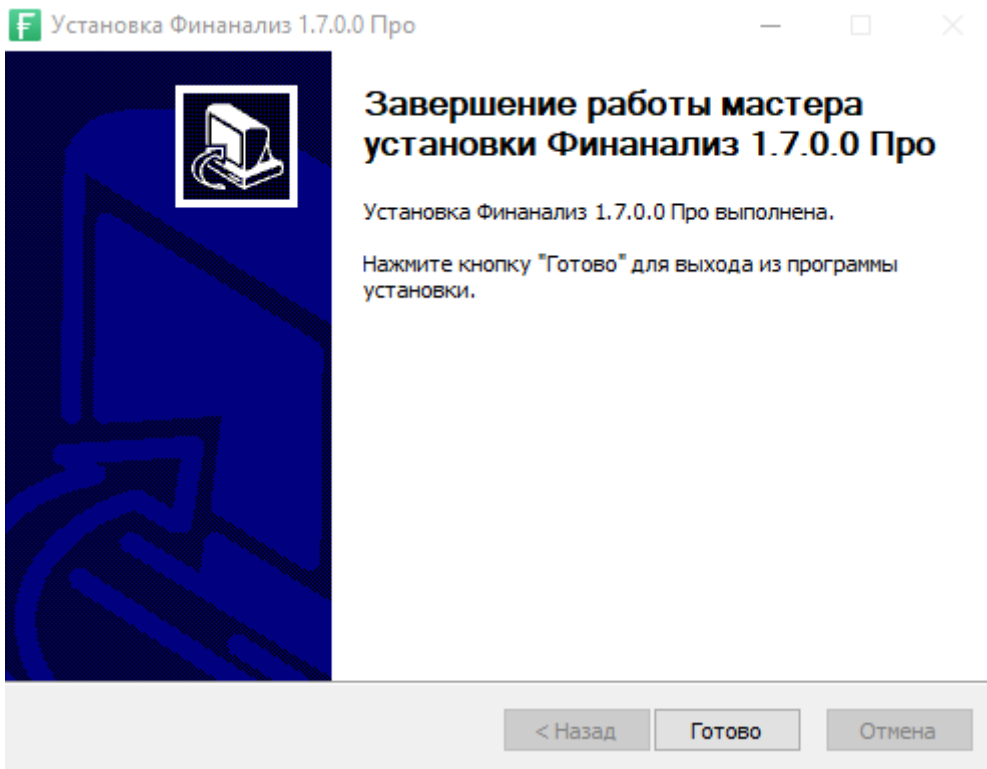 Установка Финанализ 1.7.0.0 Про
Завершение работы мастера
установки Финанализ 1.7.0.0 Про
Установка Финанализ 1.7.0.0 Про выполнена.
Нажмите кнопку "Готово" для выхода из программы
установки.
< Назад
Готово
Отмена